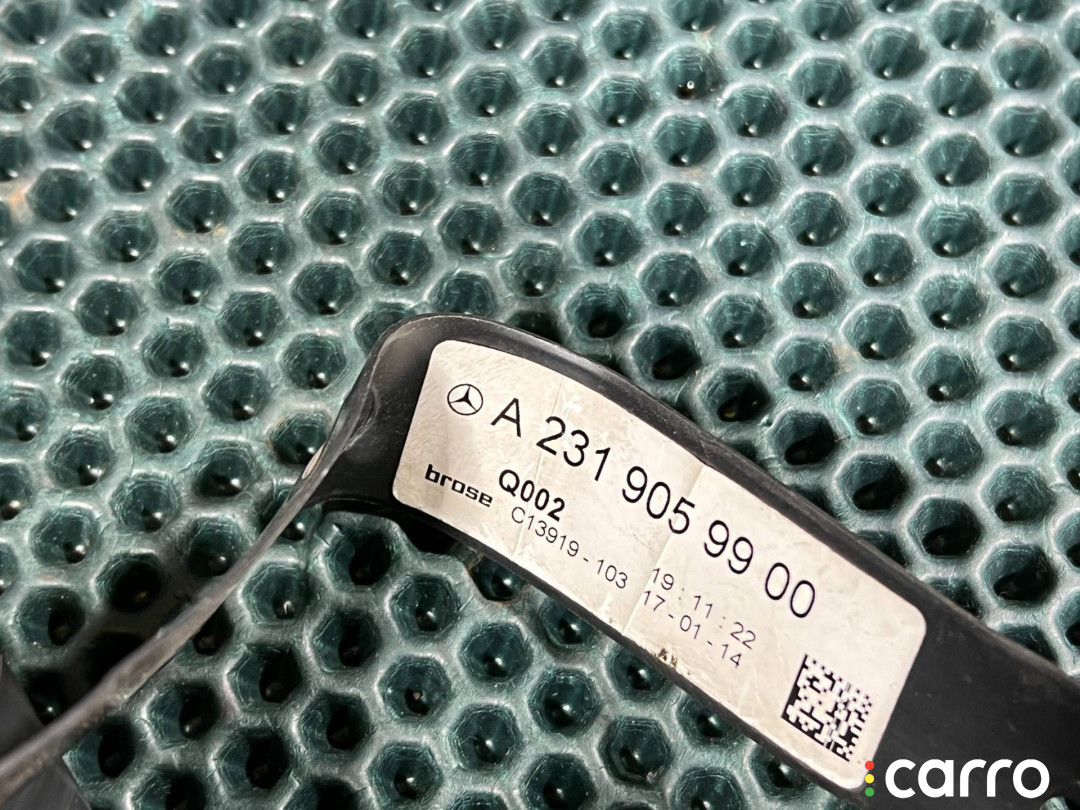 A 231 905 99 00
brose Q002
C13919 - 103
19 : 11 : 22
17 - 01 - 14
carro